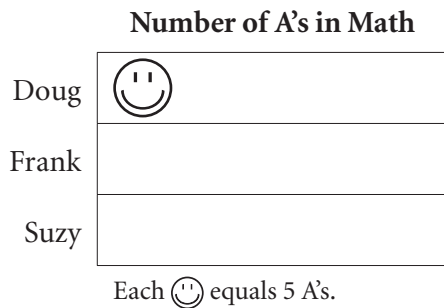 Number of A’s in Math
Doug
Frank
Suzy
Each equals 5 A’s.